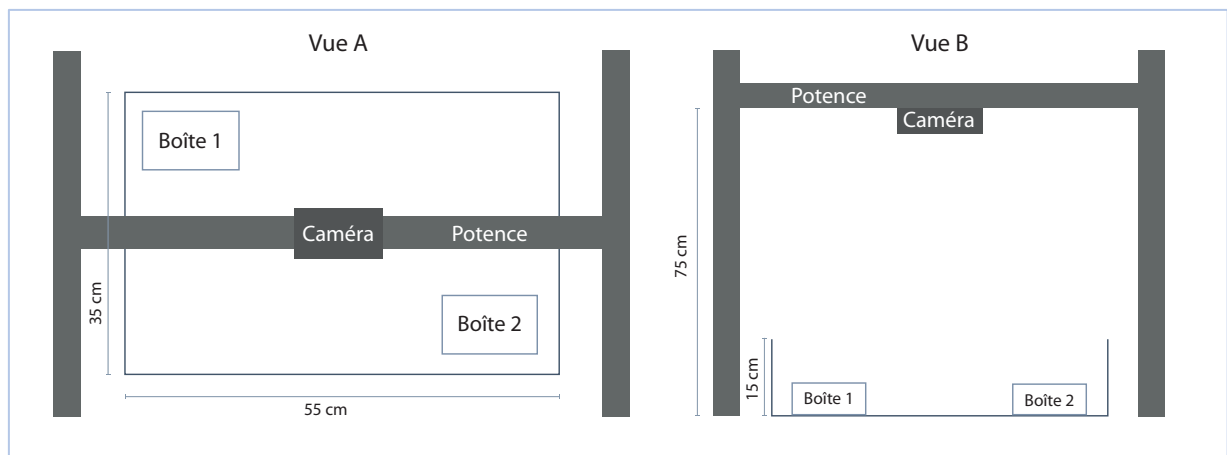 Vue A
Boîte 1
Caméra
Potence
Boîte 2
35 cm
55 cm
Vue B
Potence
Caméra
75 cm
15 cm
Boîte 1
Boîte 2